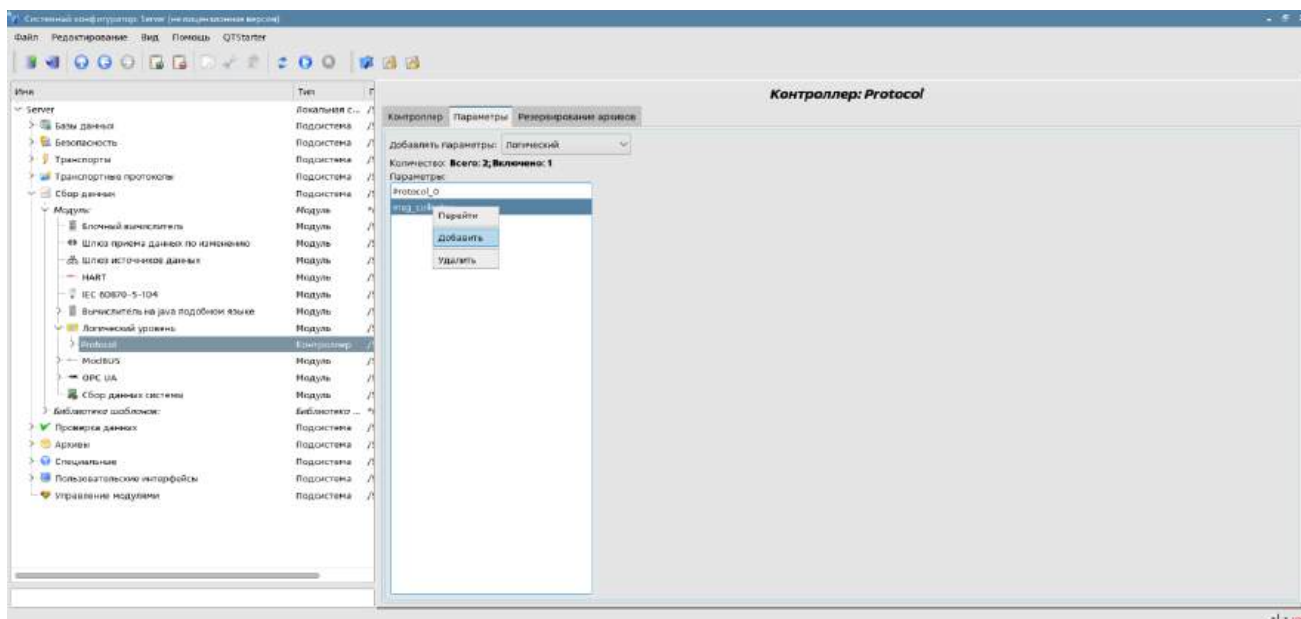 Системный конфигуратор: Server (нелицензионная версия)
Файл Редактирование Вид Помощь QTStarter
Имя Тип
Server Локальная с...
Базы данных Подсистема
Безопасность Подсистема
Транспорты Подсистема
Транспортные протоколы Подсистема
Сбор данных Подсистема
Модуль: Модуль
Блочный вычислитель Модуль
Шлюз приема данных по изменению Модуль
Шлюз источников данных Модуль
HART Модуль
IEC 60870-5-104 Модуль
Вычислитель на java подобном языке Модуль
Логический уровень Модуль
Protocol Контроллер
ModBUS Модуль
OPC UA Модуль
Сбор данных системы Модуль
Библиотека шаблонов: Библиотека ...
Проверка данных Подсистема
Архивы Подсистема
Специальные Подсистема
Пользовательские интерфейсы Подсистема
Управление модулями Подсистема
Контроллер: Protocol
Контроллер Параметры Резервирование архивов
Добавлять параметры: Логический
Количество: Всего: 2; Включено: 1
Параметры:
Protocol_0
Перейти
Добавить
Удалить